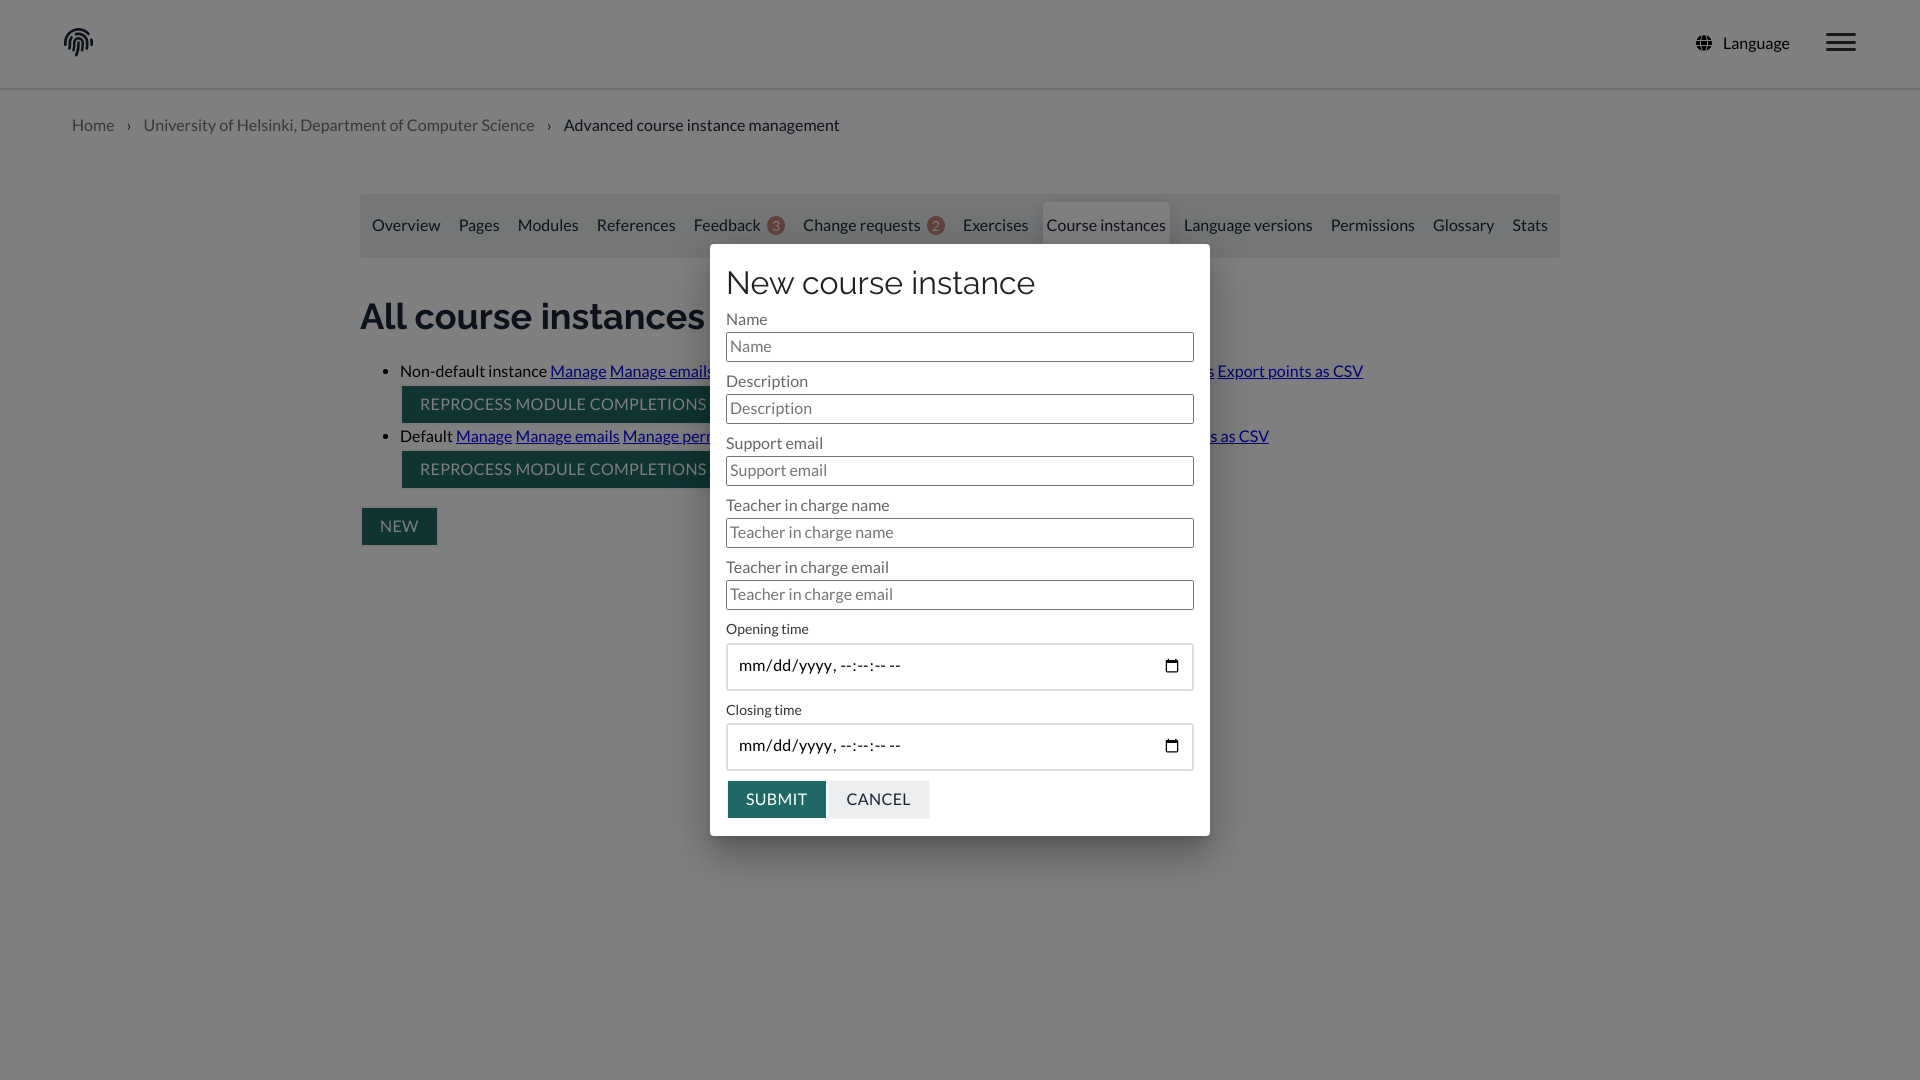 Language
Home › University of Helsinki, Department of Computer Science › Advanced course instance management
Overview Pages Modules References Feedback 3 Change requests 2 Exercises Course instances Language versions Permissions Glossary Stats
All course instances
Non-default instance Manage Manage emails
s Export points as CSV
REPROCESS MODULE COMPLETIONS
Default Manage Manage emails Manage perr
s as CSV
REPROCESS MODULE COMPLETIONS
NEW
New course instance
Name
Name
Description
Description
Support email
Support email
Teacher in charge name
Teacher in charge name
Teacher in charge email
Teacher in charge email
Opening time
mm/dd/yyyy, --:--:-- --
Closing time
mm/dd/yyyy, --:--:-- --
SUBMIT CANCEL